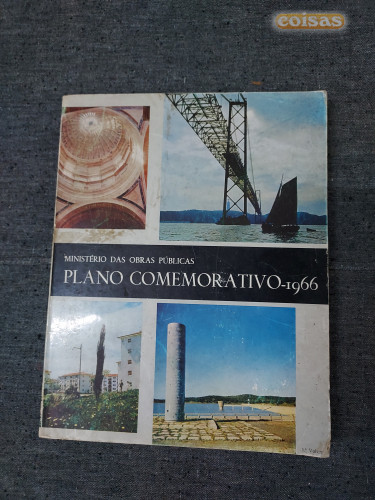 coisas
MINISTÉRIO DAS OBRAS PÚBLICAS
PLANO COMEMORATIVO-1966